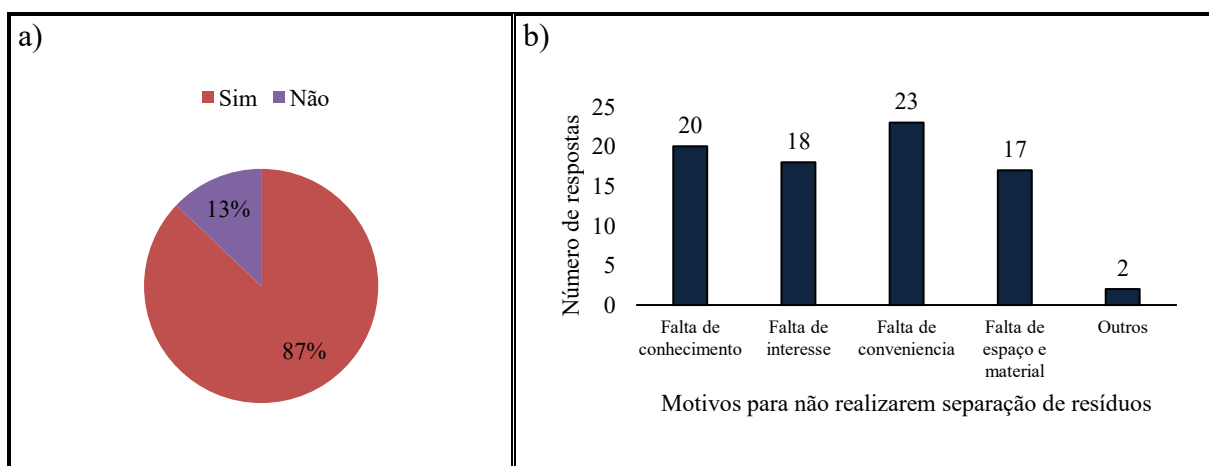 a)
Sim Não
13%
87%
b)
Número de respostas
25
20
15
10
5
0
20
18
23
17
2
Falta de
conhecimento
Falta de
interesse
Falta de
conveniencia
Falta de
espaço e
material
Outros
Motivos para não realizarem separação de resíduos